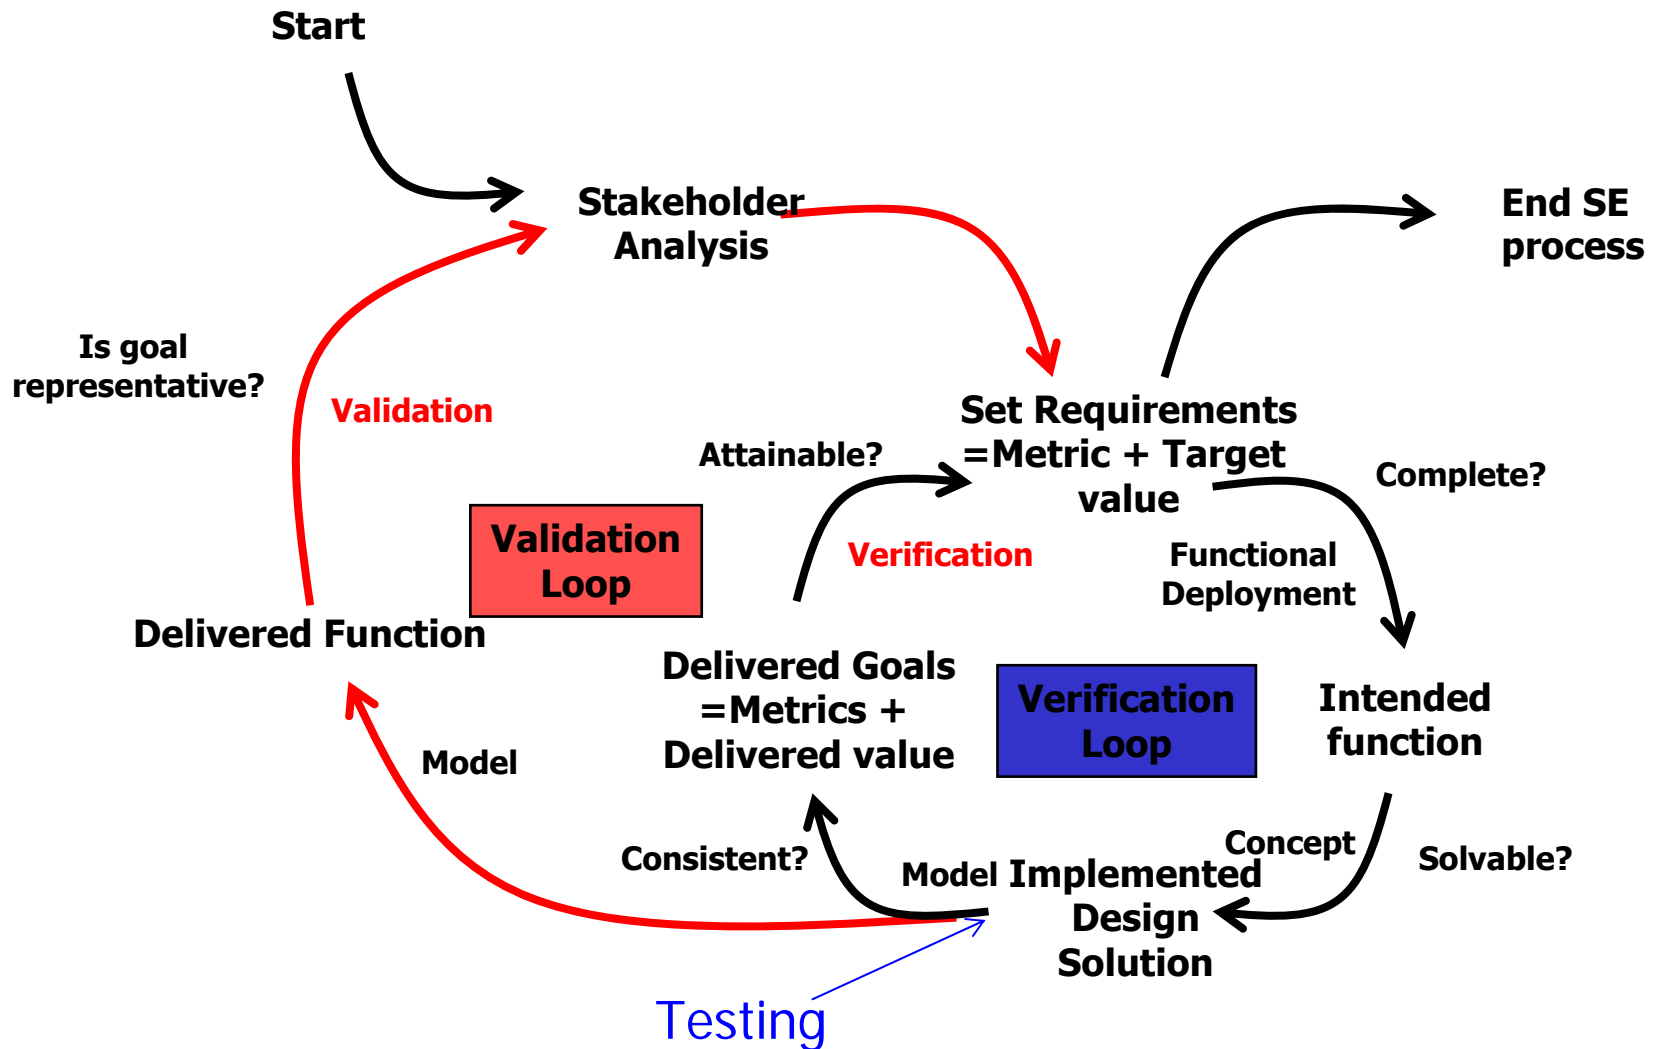 Start
Stakeholder
Analysis
End SE
process
Is goal
representative?
Validation
Set Requirements
=Metric + Target
value
Attainable?
Complete?
Validation
Loop
Verification
Functional
Deployment
Delivered Function
Delivered Goals
=Metrics +
Delivered value
Verification
Loop
Intended
function
Model
Consistent?
Concept
Solvable?
Model
Implemented
Design
Solution
Testing